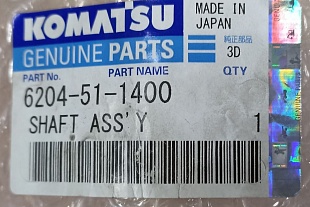 KOMATSU
MADE IN
JAPAN
GENUINE PARTS
純正部品
3D
PART No.
PART NAME
QTY
6204-51-1400
SHAFT ASS'Y
1